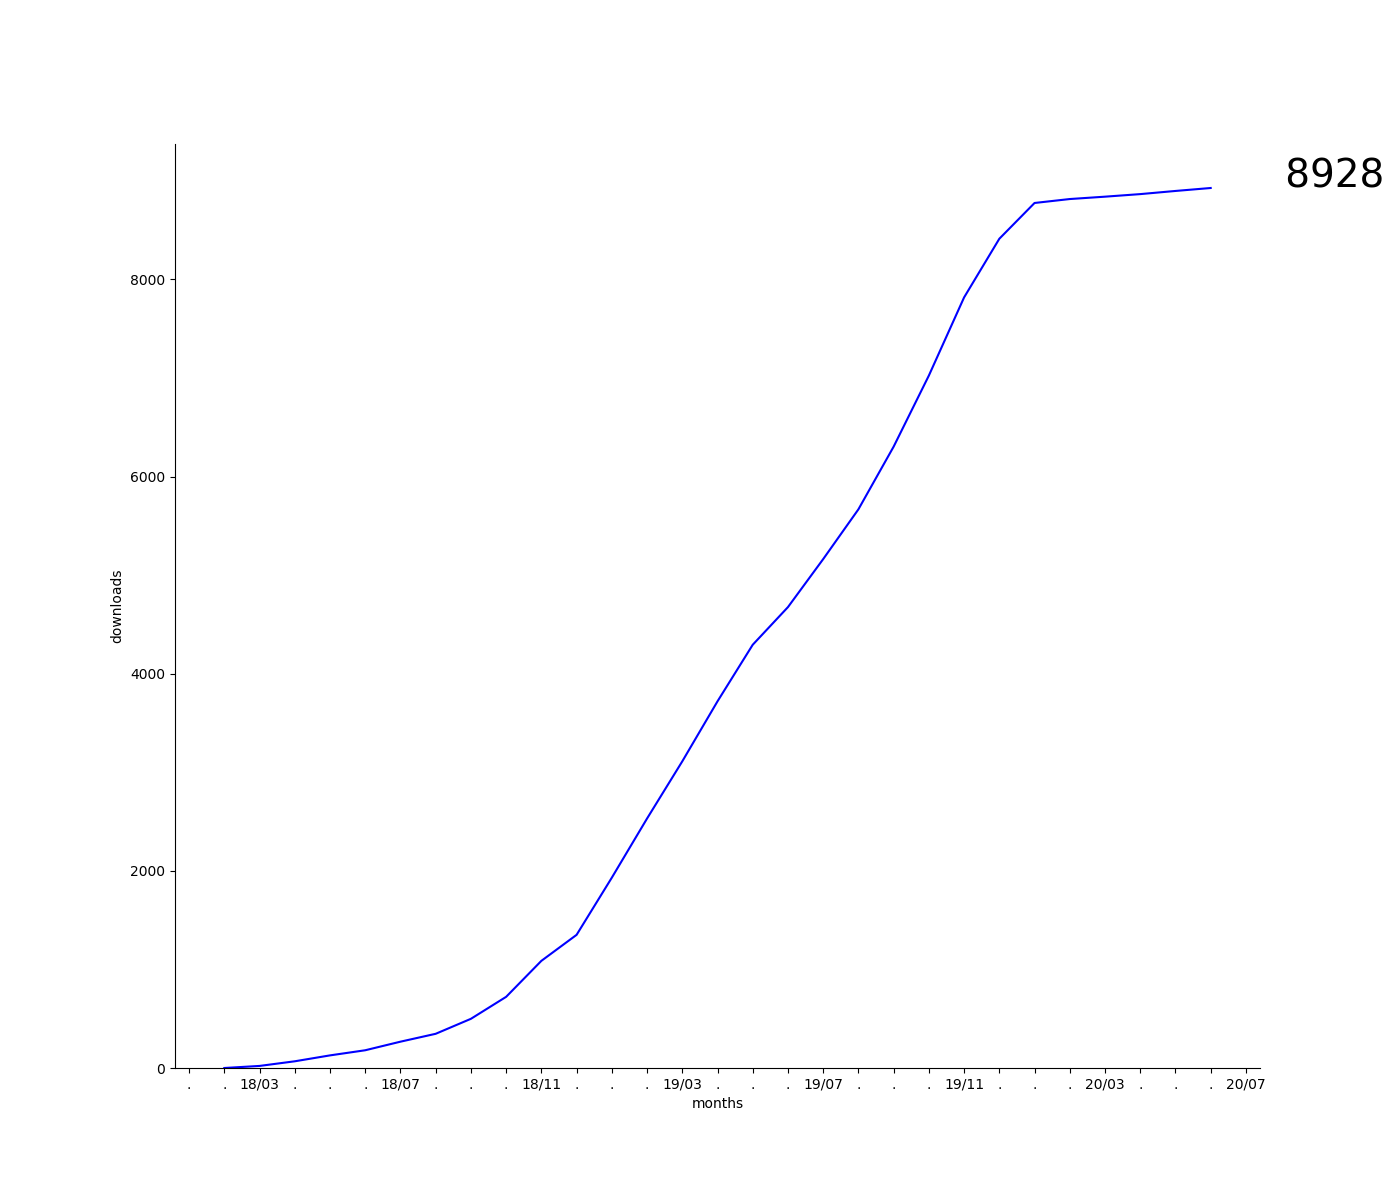 8928
8000
6000
4000
2000
0
downloads
. . 18/03 . . . 18/07 . . . 18/11 . . . 19/03 . . . 19/07 . . . 19/11 . . . 20/03 . . . 20/07
months